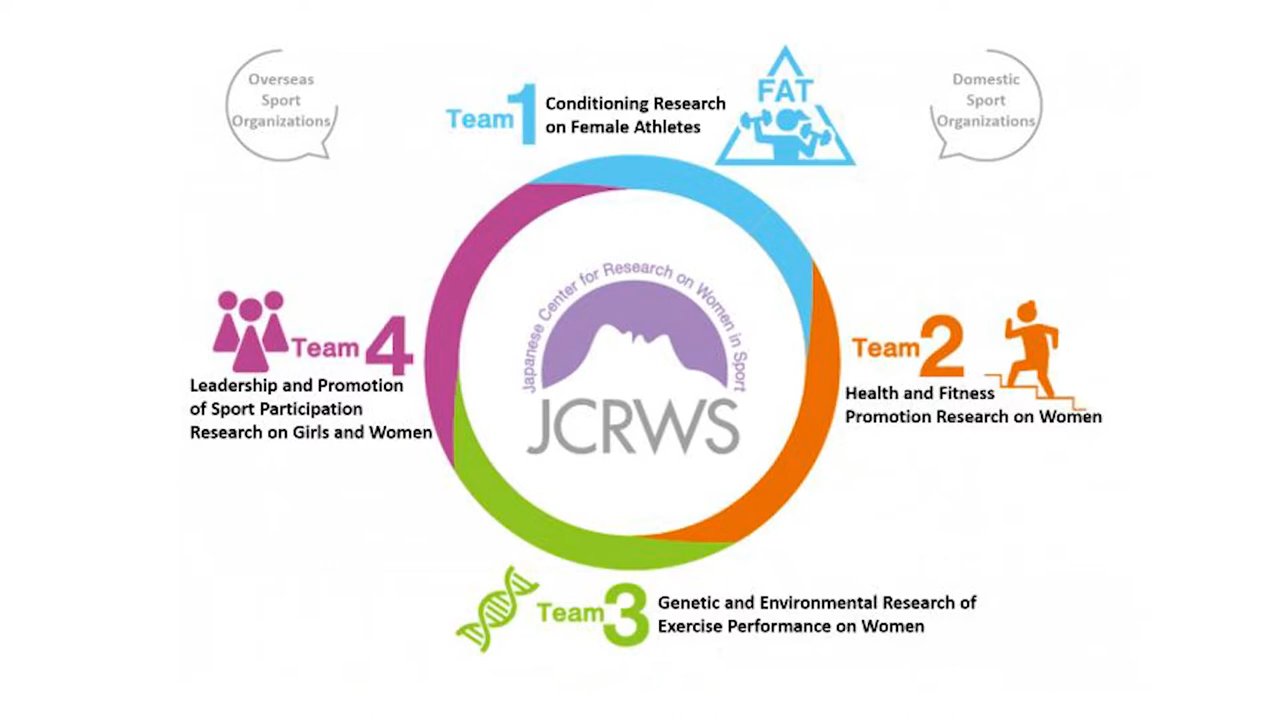 Overseas
Sport
Organizations
Team 1
Conditioning Research
on Female Athletes
FAT
Domestic
Sport
Organizations
Japanese Center for Research on Women in Sport
JCRWS
Team 4
Leadership and Promotion
of Sport Participation
Research on Girls and Women
Team 2
Health and Fitness
Promotion Research on Women
Team 3
Genetic and Environmental Research of
Exercise Performance on Women